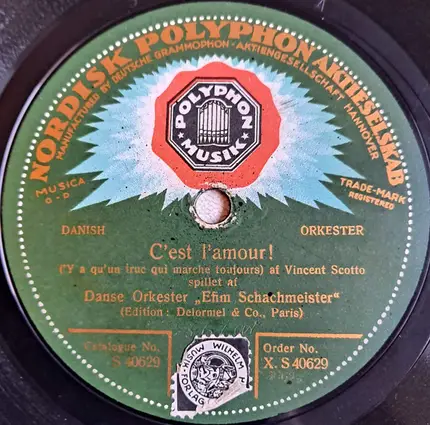 NORDISK POLYPHON AKTIESELSKAB
MANUFACTURED BY DEUTSCHE GRAMMOPHON-AKTIENGESELLSCHAFT HANNOVER
POLYPHON
MUSIK
MUSICA
TRADE-MARK
REGISTERED
DANISH
ORKESTER
C'est l'amour!
("Y a qu'un truc qui marche toujours) af Vincent Scotto
spillet af
Danse Orkester „Efim Schachmeister“
(Edition: Delormel & Co., Paris)
Catalogue No.
S 40629
Order No.
X. S 40629
WILHELM
FORLAG